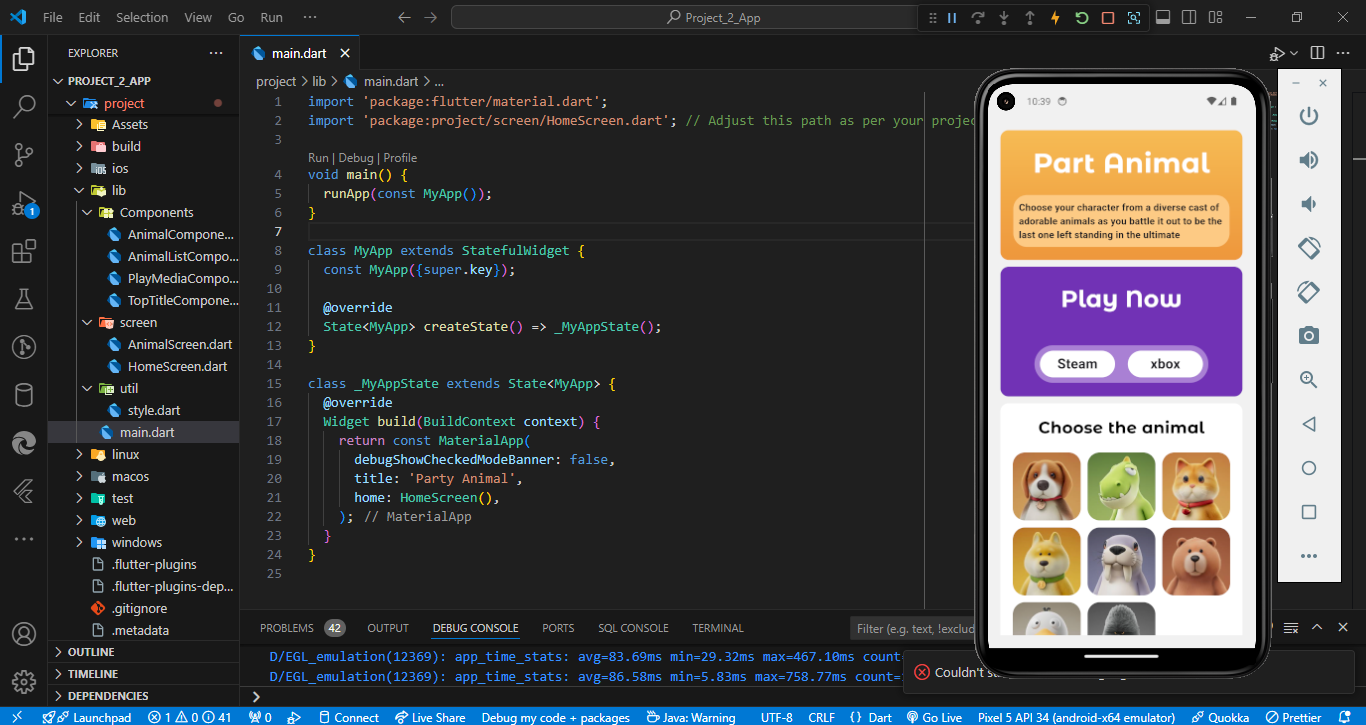 File Edit Selection View Go Run ···
Project_2_App
EXPLORER
PROJECT_2_APP
project
Assets
build
ios
lib
Components
AnimalCompone...
AnimalListCompo...
PlayMediaCompo...
TopTitleCompone...
screen
AnimalScreen.dart
HomeScreen.dart
util
style.dart
main.dart
linux
macos
test
web
windows
.flutter-plugins
.flutter-plugins-dep...
.gitignore
.metadata
OUTLINE
TIMELINE
DEPENDENCIES
1
main.dart
project > lib > main.dart > ...
1 import 'package:flutter/material.dart';
2 import 'package:project/screen/HomeScreen.dart'; // Adjust this path as per your projec
3
Run | Debug | Profile
4 void main() {
5 runApp(const MyApp());
6 }
7
8 class MyApp extends StatefulWidget {
9 const MyApp({super.key});
10
11 @override
12 State<MyApp> createState() => _MyAppState();
13 }
14
15 class _MyAppState extends State<MyApp> {
16 @override
17 Widget build(BuildContext context) {
18 return const MaterialApp(
19 debugShowCheckedModeBanner: false,
20 title: 'Party Animal',
21 home: HomeScreen(),
22 ); // MaterialApp
23 }
24 }
25
10:39
Part Animal
Choose your character from a diverse cast of
adorable animals as you battle it out to be the
last one left standing in the ultimate
Play Now
Steam xbox
Choose the animal
PROBLEMS 42 OUTPUT DEBUG CONSOLE PORTS SQL CONSOLE TERMINAL
Filter (e.g. text, !exclud
D/EGL_emulation(12369): app_time_stats: avg=83.69ms min=29.32ms max=467.10ms count=
D/EGL_emulation(12369): app_time_stats: avg=86.58ms min=5.83ms max=758.77ms count=
Couldn't
Launchpad 1 0 41 0 Connect Live Share Debug my code + packages Java: Warning UTF-8 CRLF {} Dart Go Live Pixel 5 API 34 (android-x64 emulator) Quokka Prettier